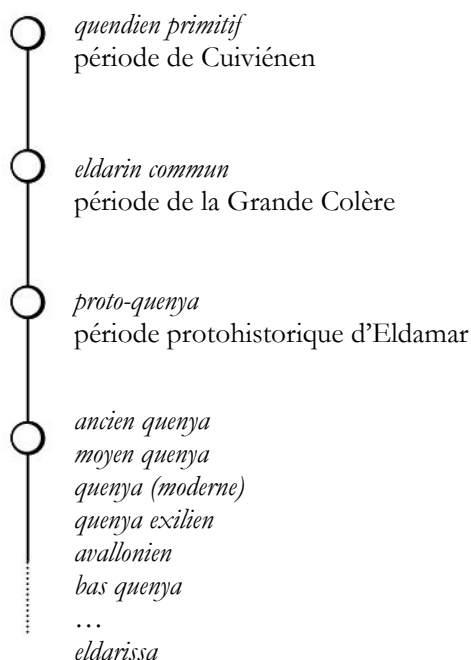 quendien primitif
période de Cuiviénen
eldarin commun
période de la Grande Colère
proto-quenya
période protohistorique d’Eldamar
ancien quenya
moyen quenya
quenya (moderne)
quenya exilien
avallonien
bas quenya
…
eldarissa